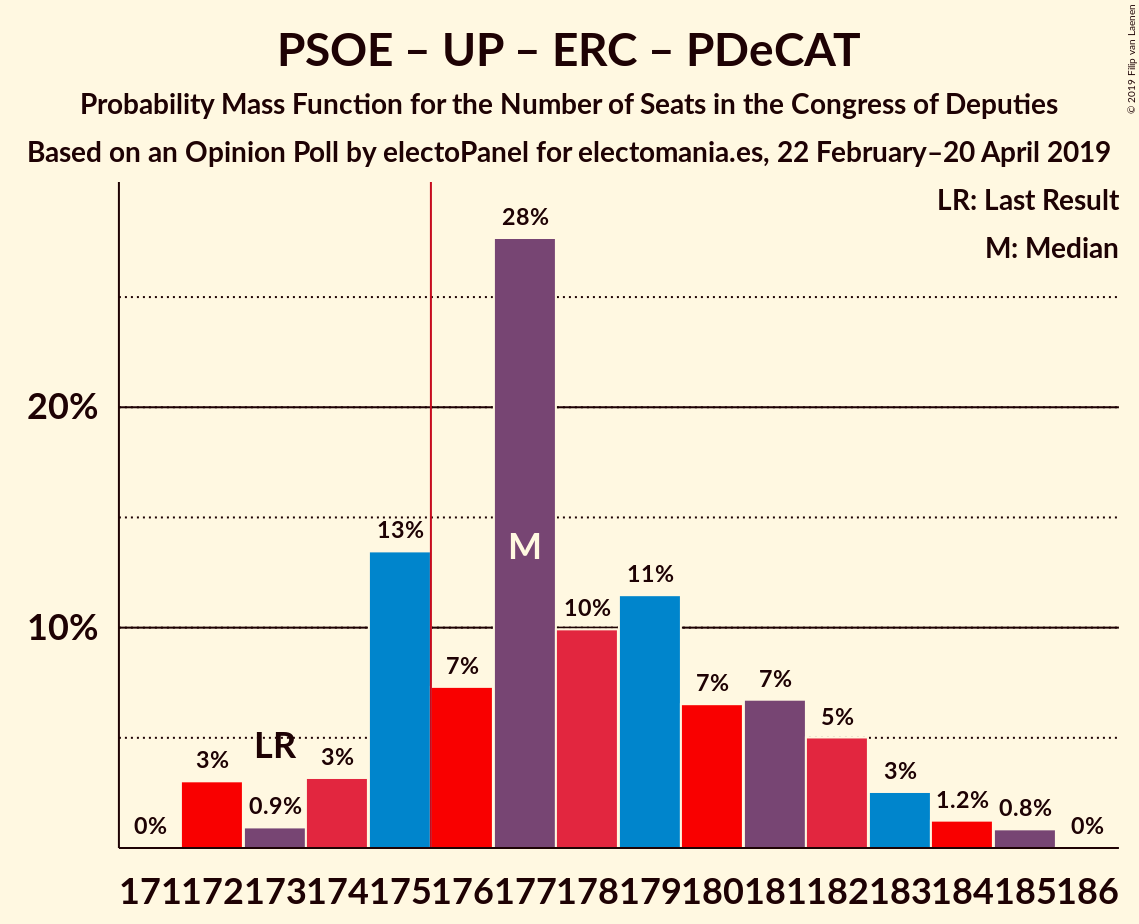 PSOE – UP – ERC – PDeCAT
Probability Mass Function for the Number of Seats in the Congress of Deputies
Based on an Opinion Poll by electoPanel for electomania.es, 22 February–20 April 2019
© 2019 Filip van Laenen
LR: Last Result
M: Median
28%
20%
13%
M
11%
10%
10%
7%
7%
7%
LR
5%
3%
3%
3%
0.9%
1.2%
0.8%
0%
0%
171 172 173 174 175 176 177 178 179 180 181 182 183 184 185 186